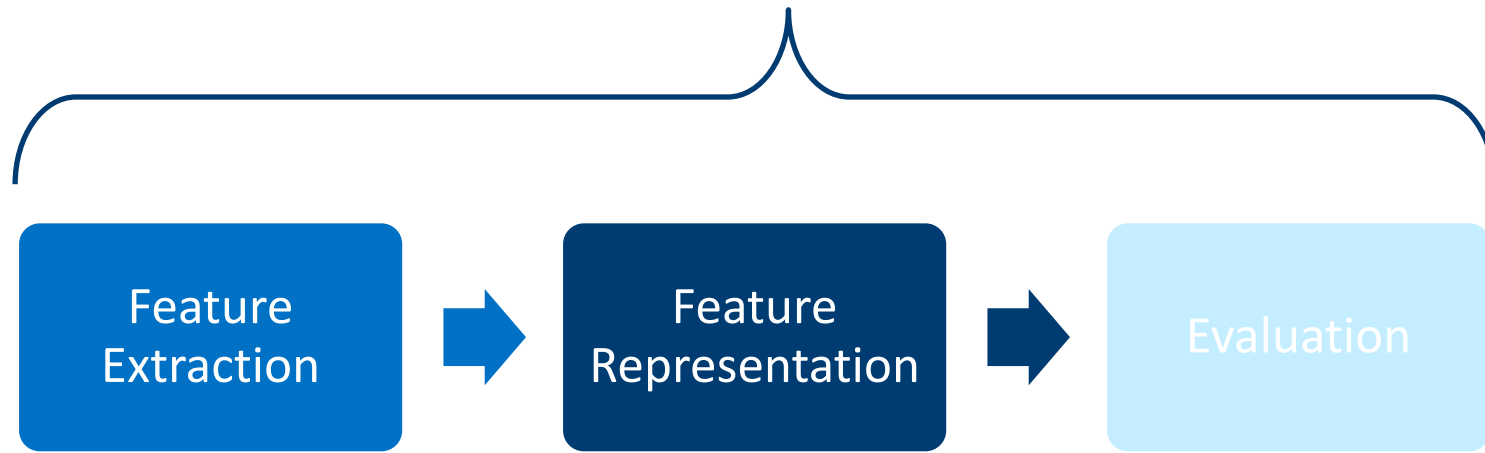 Feature
Extraction
Feature
Representation
Evaluation